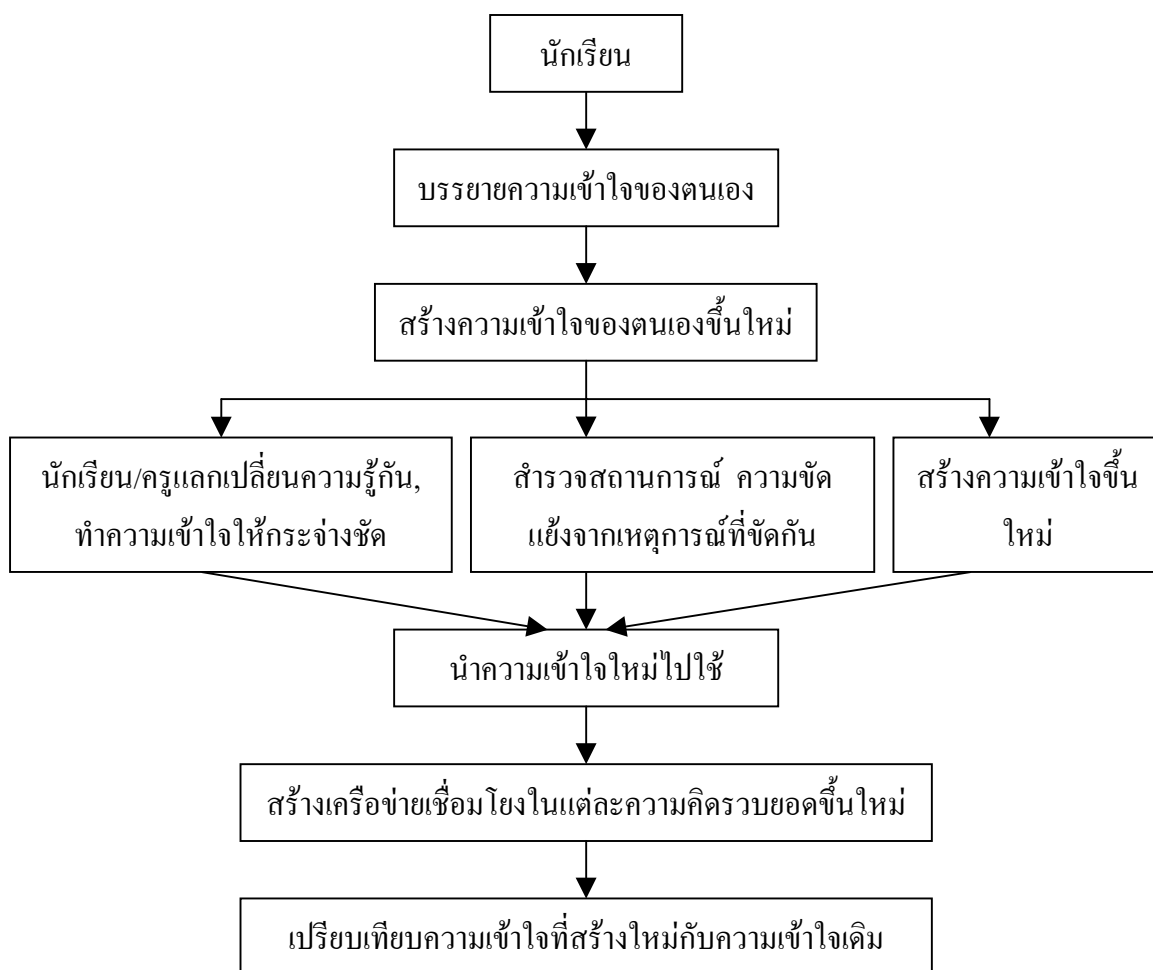 นักเรียน
บรรยายความเข้าใจของตนเอง
สร้างความเข้าใจของตนเองขึ้นใหม่
นักเรียน/ครูแลกเปลี่ยนความรู้กัน,
ทำความเข้าใจให้กระจ่างชัด
สำรวจสถานการณ์ ความขัด
แย้งจากเหตุการณ์ที่ขัดกัน
สร้างความเข้าใจขึ้น
ใหม่
นำความเข้าใจใหม่ไปใช้
สร้างเครือข่ายเชื่อมโยงในแต่ละความคิดรวบยอดขึ้นใหม่
เปรียบเทียบความเข้าใจที่สร้างใหม่กับความเข้าใจเดิม